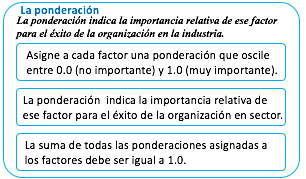 La ponderación
La ponderación indica la importancia relativa de ese factor
para el éxito de la organización en la industria.
Asigne a cada factor una ponderación que oscile
entre 0.0 (no importante) y 1.0 (muy importante).
La ponderación indica la importancia relativa de
ese factor para el éxito de la organización en sector.
La suma de todas las ponderaciones asignadas a
los factores debe ser igual a 1.0.